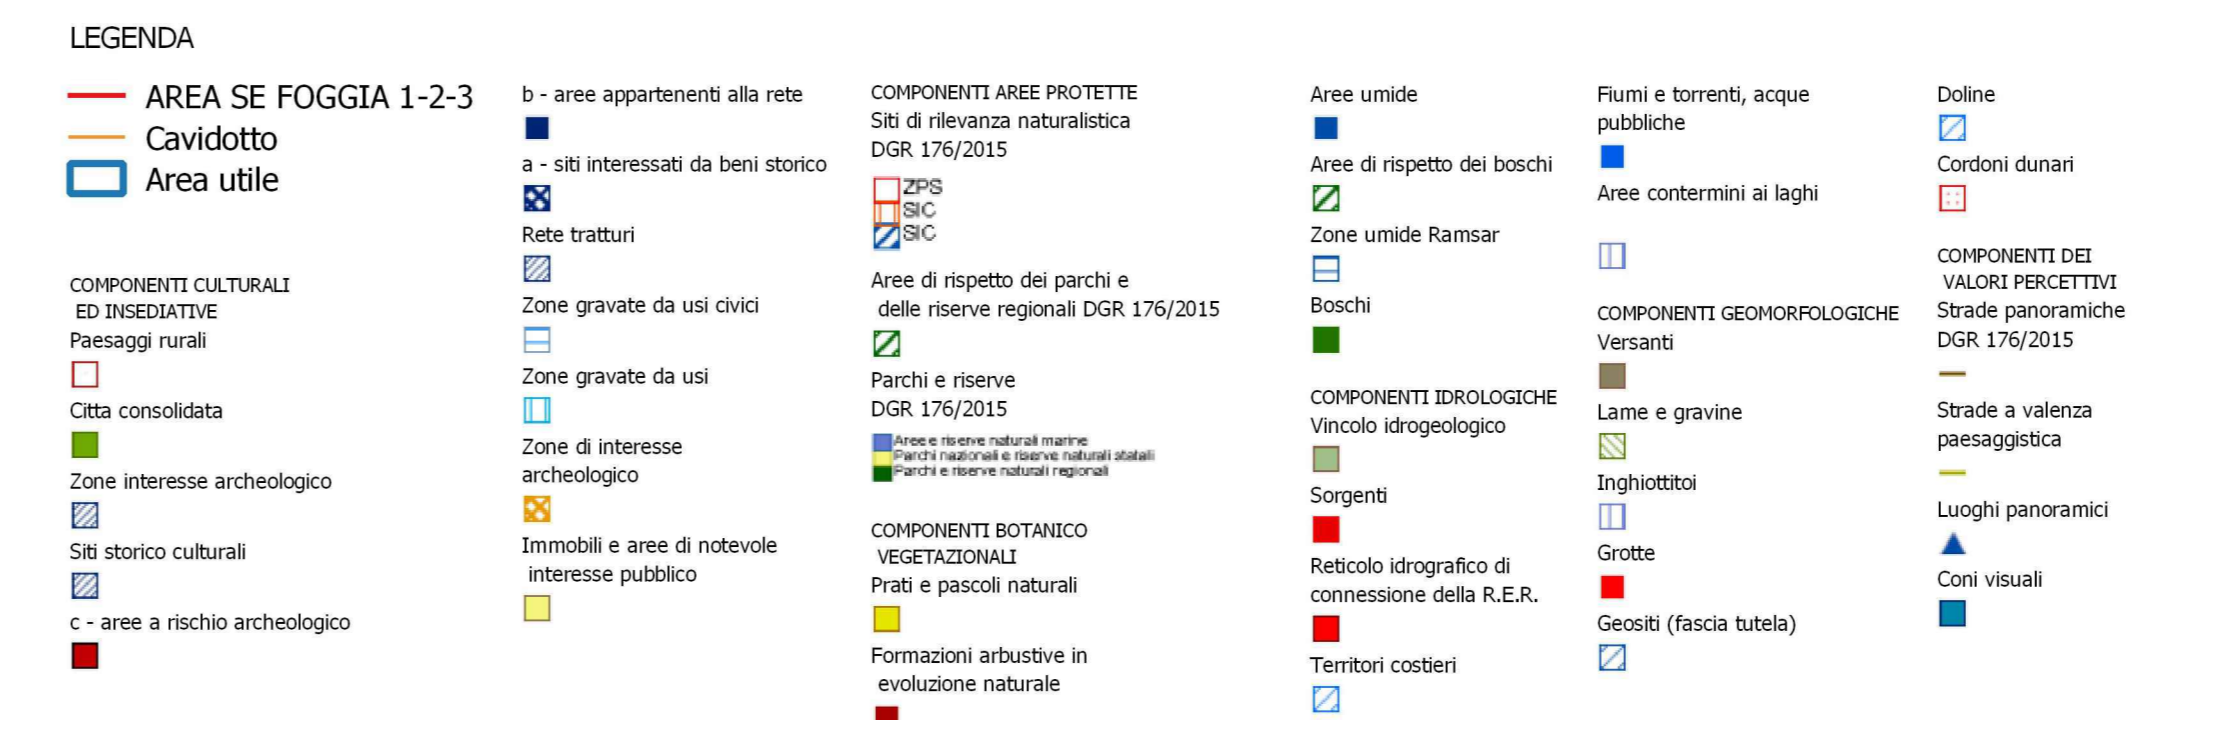 LEGENDA
AREA SE FOGGIA 1-2-3
Cavidotto
Area utile
COMPONENTI CULTURALI
ED INSEDIATIVE
Paesaggi rurali
Citta consolidata
Zone interesse archeologico
Siti storico culturali
c - aree a rischio archeologico
b - aree appartenenti alla rete
a - siti interessati da beni storico
Rete tratturi
Zone gravate da usi civici
Zone gravate da usi
Zone di interesse
archeologico
Immobili e aree di notevole
interesse pubblico
COMPONENTI AREE PROTETTE
Siti di rilevanza naturalistica
DGR 176/2015
ZPS
SIC
SIC
Aree di rispetto dei parchi e
delle riserve regionali DGR 176/2015
Parchi e riserve
DGR 176/2015
Aree e riserve naturali marine
Parchi nazionali e riserve naturali statali
Parchi e riserve naturali regionali
COMPONENTI BOTANICO
VEGETAZIONALI
Prati e pascoli naturali
Formazioni arbustive in
evoluzione naturale
Aree umide
Aree di rispetto dei boschi
Zone umide Ramsar
Boschi
COMPONENTI IDROLOGICHE
Vincolo idrogeologico
Sorgenti
Reticolo idrografico di
connessione della R.E.R.
Territori costieri
Fiumi e torrenti, acque
pubbliche
Aree contermini ai laghi
COMPONENTI GEOMORFOLOGICHE
Versanti
Lame e gravine
Inghiottitoi
Grotte
Geositi (fascia tutela)
Doline
Cordoni dunari
COMPONENTI DEI
VALORI PERCETTIVI
Strade panoramiche
DGR 176/2015
Strade a valenza
paesaggistica
Luoghi panoramici
Coni visuali